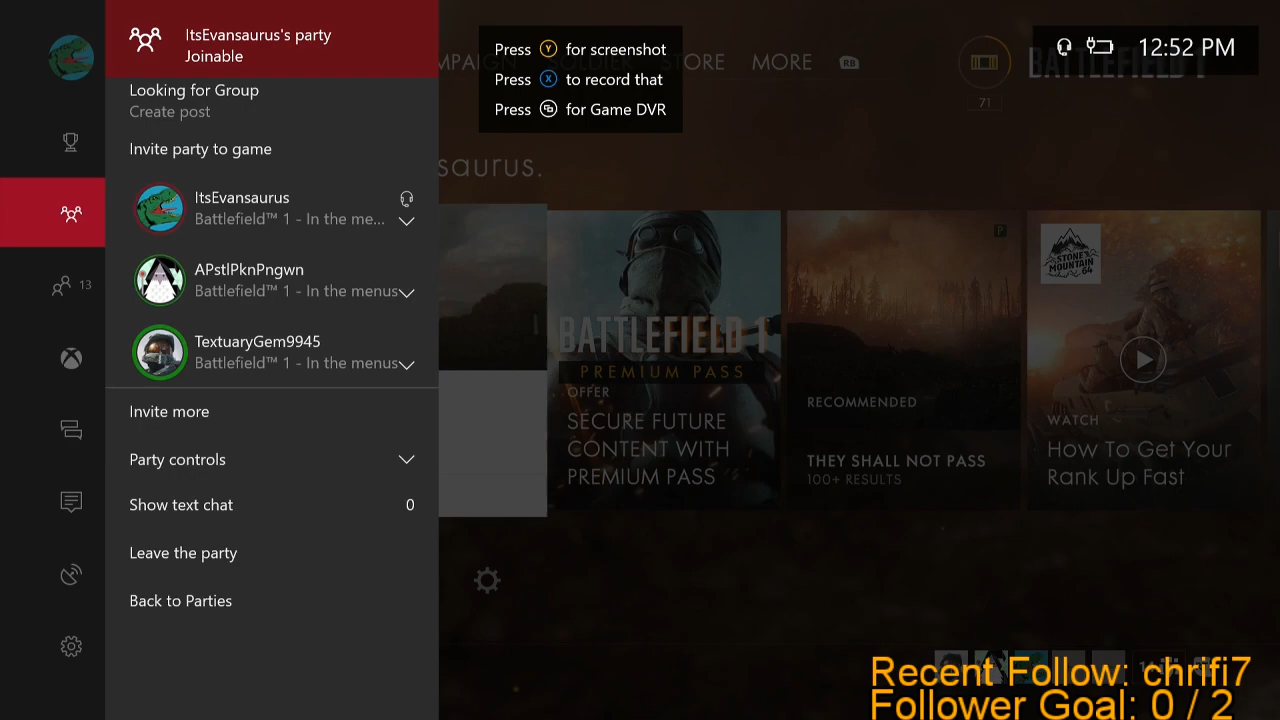 ItsEvansaurus's party
Joinable
Looking for Group
Create post
Invite party to game
ItsEvansaurus
Battlefield™ 1 - In the me...
APstlPknPngwn
Battlefield™ 1 - In the menus
TextuaryGem9945
Battlefield™ 1 - In the menus
Invite more
Party controls
Show text chat 0
Leave the party
Back to Parties
13
Press Y for screenshot
Press X to record that
Press for Game DVR
MPAIGN SOLDIER STORE MORE RB
BATTLEFIELD 1
71
12:52 PM
saurus.
BATTLEFIELD 1
PREMIUM PASS
OFFER
SECURE FUTURE
CONTENT WITH
PREMIUM PASS
P
RECOMMENDED
THEY SHALL NOT PASS
100+ RESULTS
STONE
MOUNTAIN
64
WATCH
How To Get Your
Rank Up Fast
Recent Follow: chrifi7
Follower Goal: 0 / 2